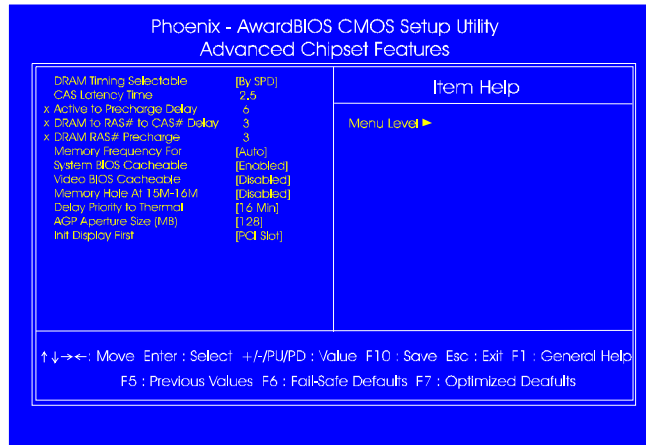 Phoenix - AwardBIOS CMOS Setup Utility
Advanced Chipset Features
DRAM Timing Selectable [By SPD]
CAS Latency Time 2.5
x Active to Precharge Delay 6
x DRAM to RAS# to CAS# Delay 3
x DRAM RAS# Precharge 3
Memory Frequency For [Auto]
System BIOS Cacheable [Enabled]
Video BIOS Cacheable [Disabled]
Memory Hole At 15M-16M [Disabled]
Delay Priority to Thermal [16 Min]
AGP Aperture Size (MB) [128]
Init Display First [PCI Slot]
Item Help
Menu Level ►
↑↓→←: Move Enter : Select +/-/PU/PD : Value F10 : Save Esc : Exit F1 : General Help
F5 : Previous Values F6 : Fail-Safe Defaults F7 : Optimized Deafults